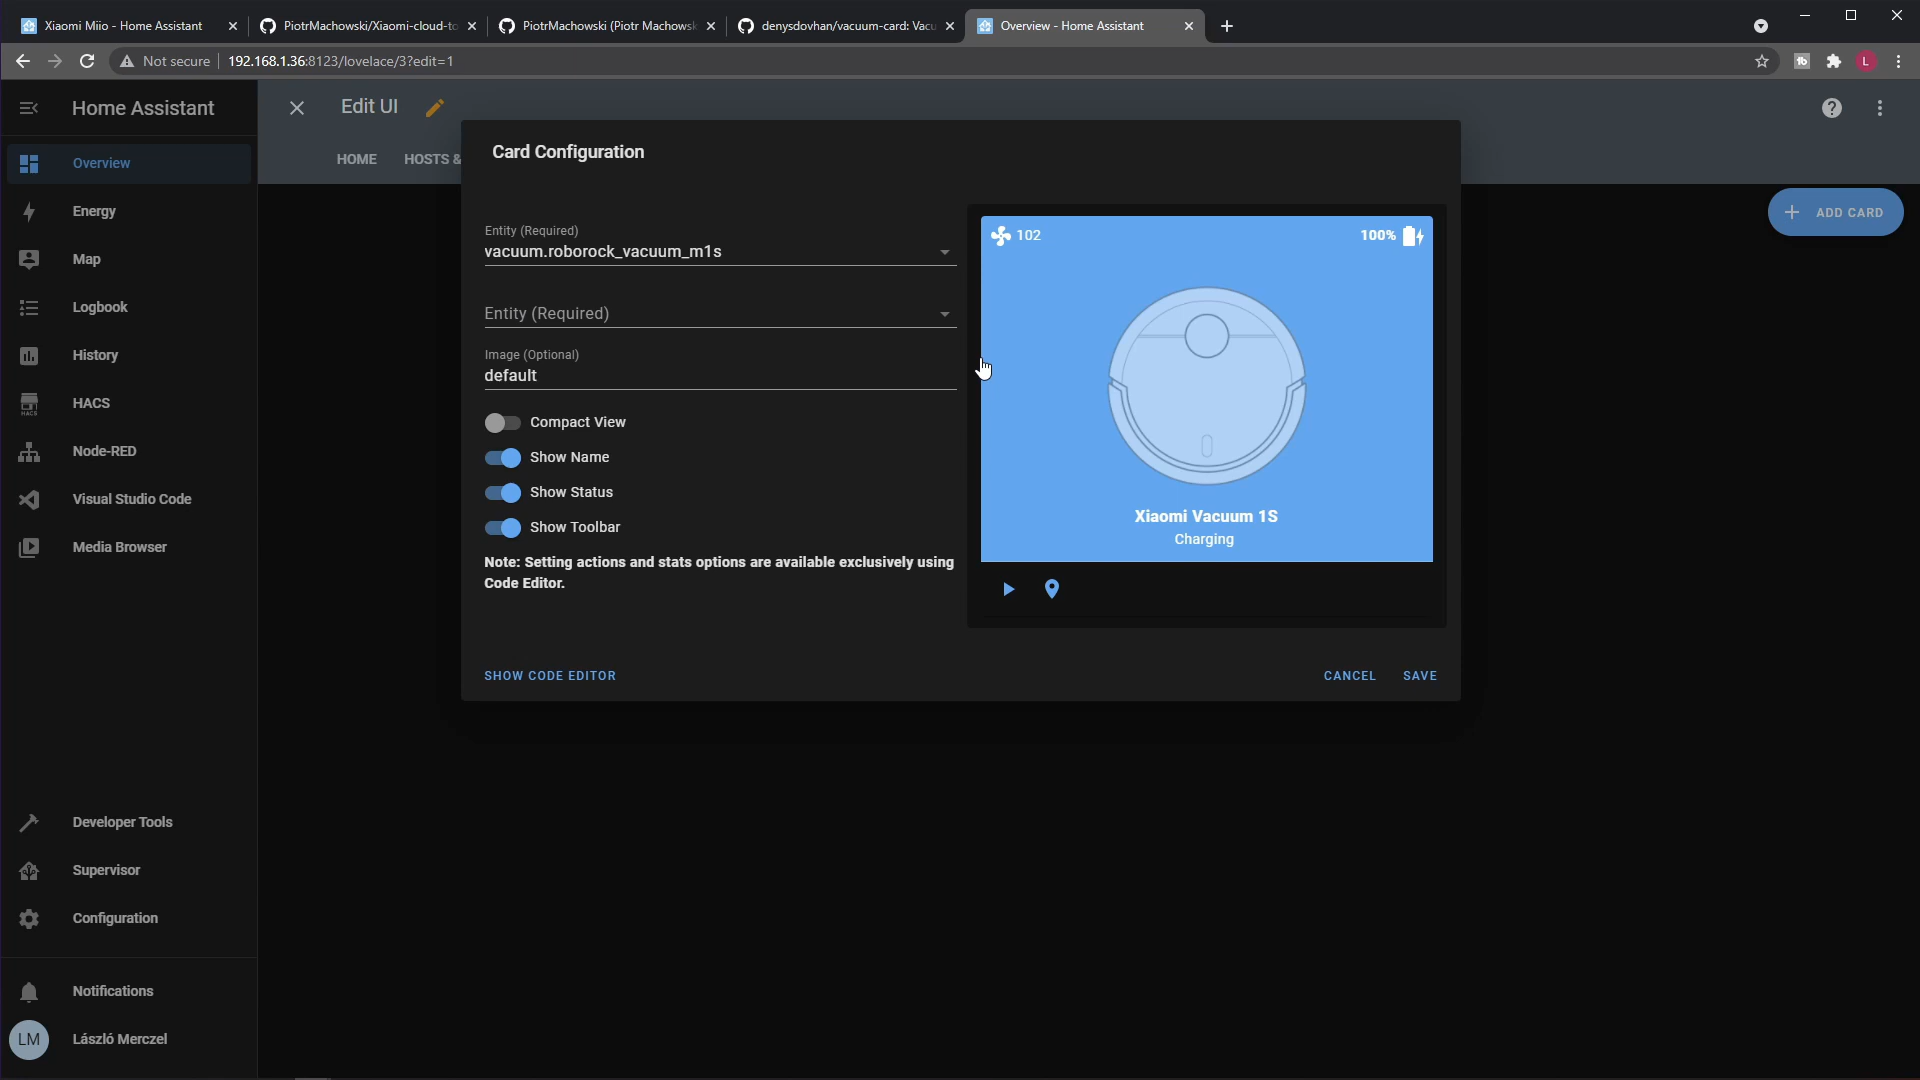 Xiaomi Miio - Home Assistant
PiotrMachowski/Xiaomi-cloud-to
PiotrMachowski (Piotr Machowsk
denysdovhan/vacuum-card: Vacu
Overview - Home Assistant
Not secure
192.168.1.36:8123/lovelace/3?edit=1
L
Home Assistant
Edit UI
Overview
HOME
HOSTS &
Energy
Map
Logbook
History
HACS
Node-RED
Visual Studio Code
Media Browser
Developer Tools
Supervisor
Configuration
Notifications
LM
László Merczel
ADD CARD
Card Configuration
Entity (Required)
vacuum.roborock_vacuum_m1s
Entity (Required)
Image (Optional)
default
Compact View
Show Name
Show Status
Show Toolbar
Note: Setting actions and stats options are available exclusively using
Code Editor.
102
100%
Xiaomi Vacuum 1S
Charging
SHOW CODE EDITOR
CANCEL
SAVE